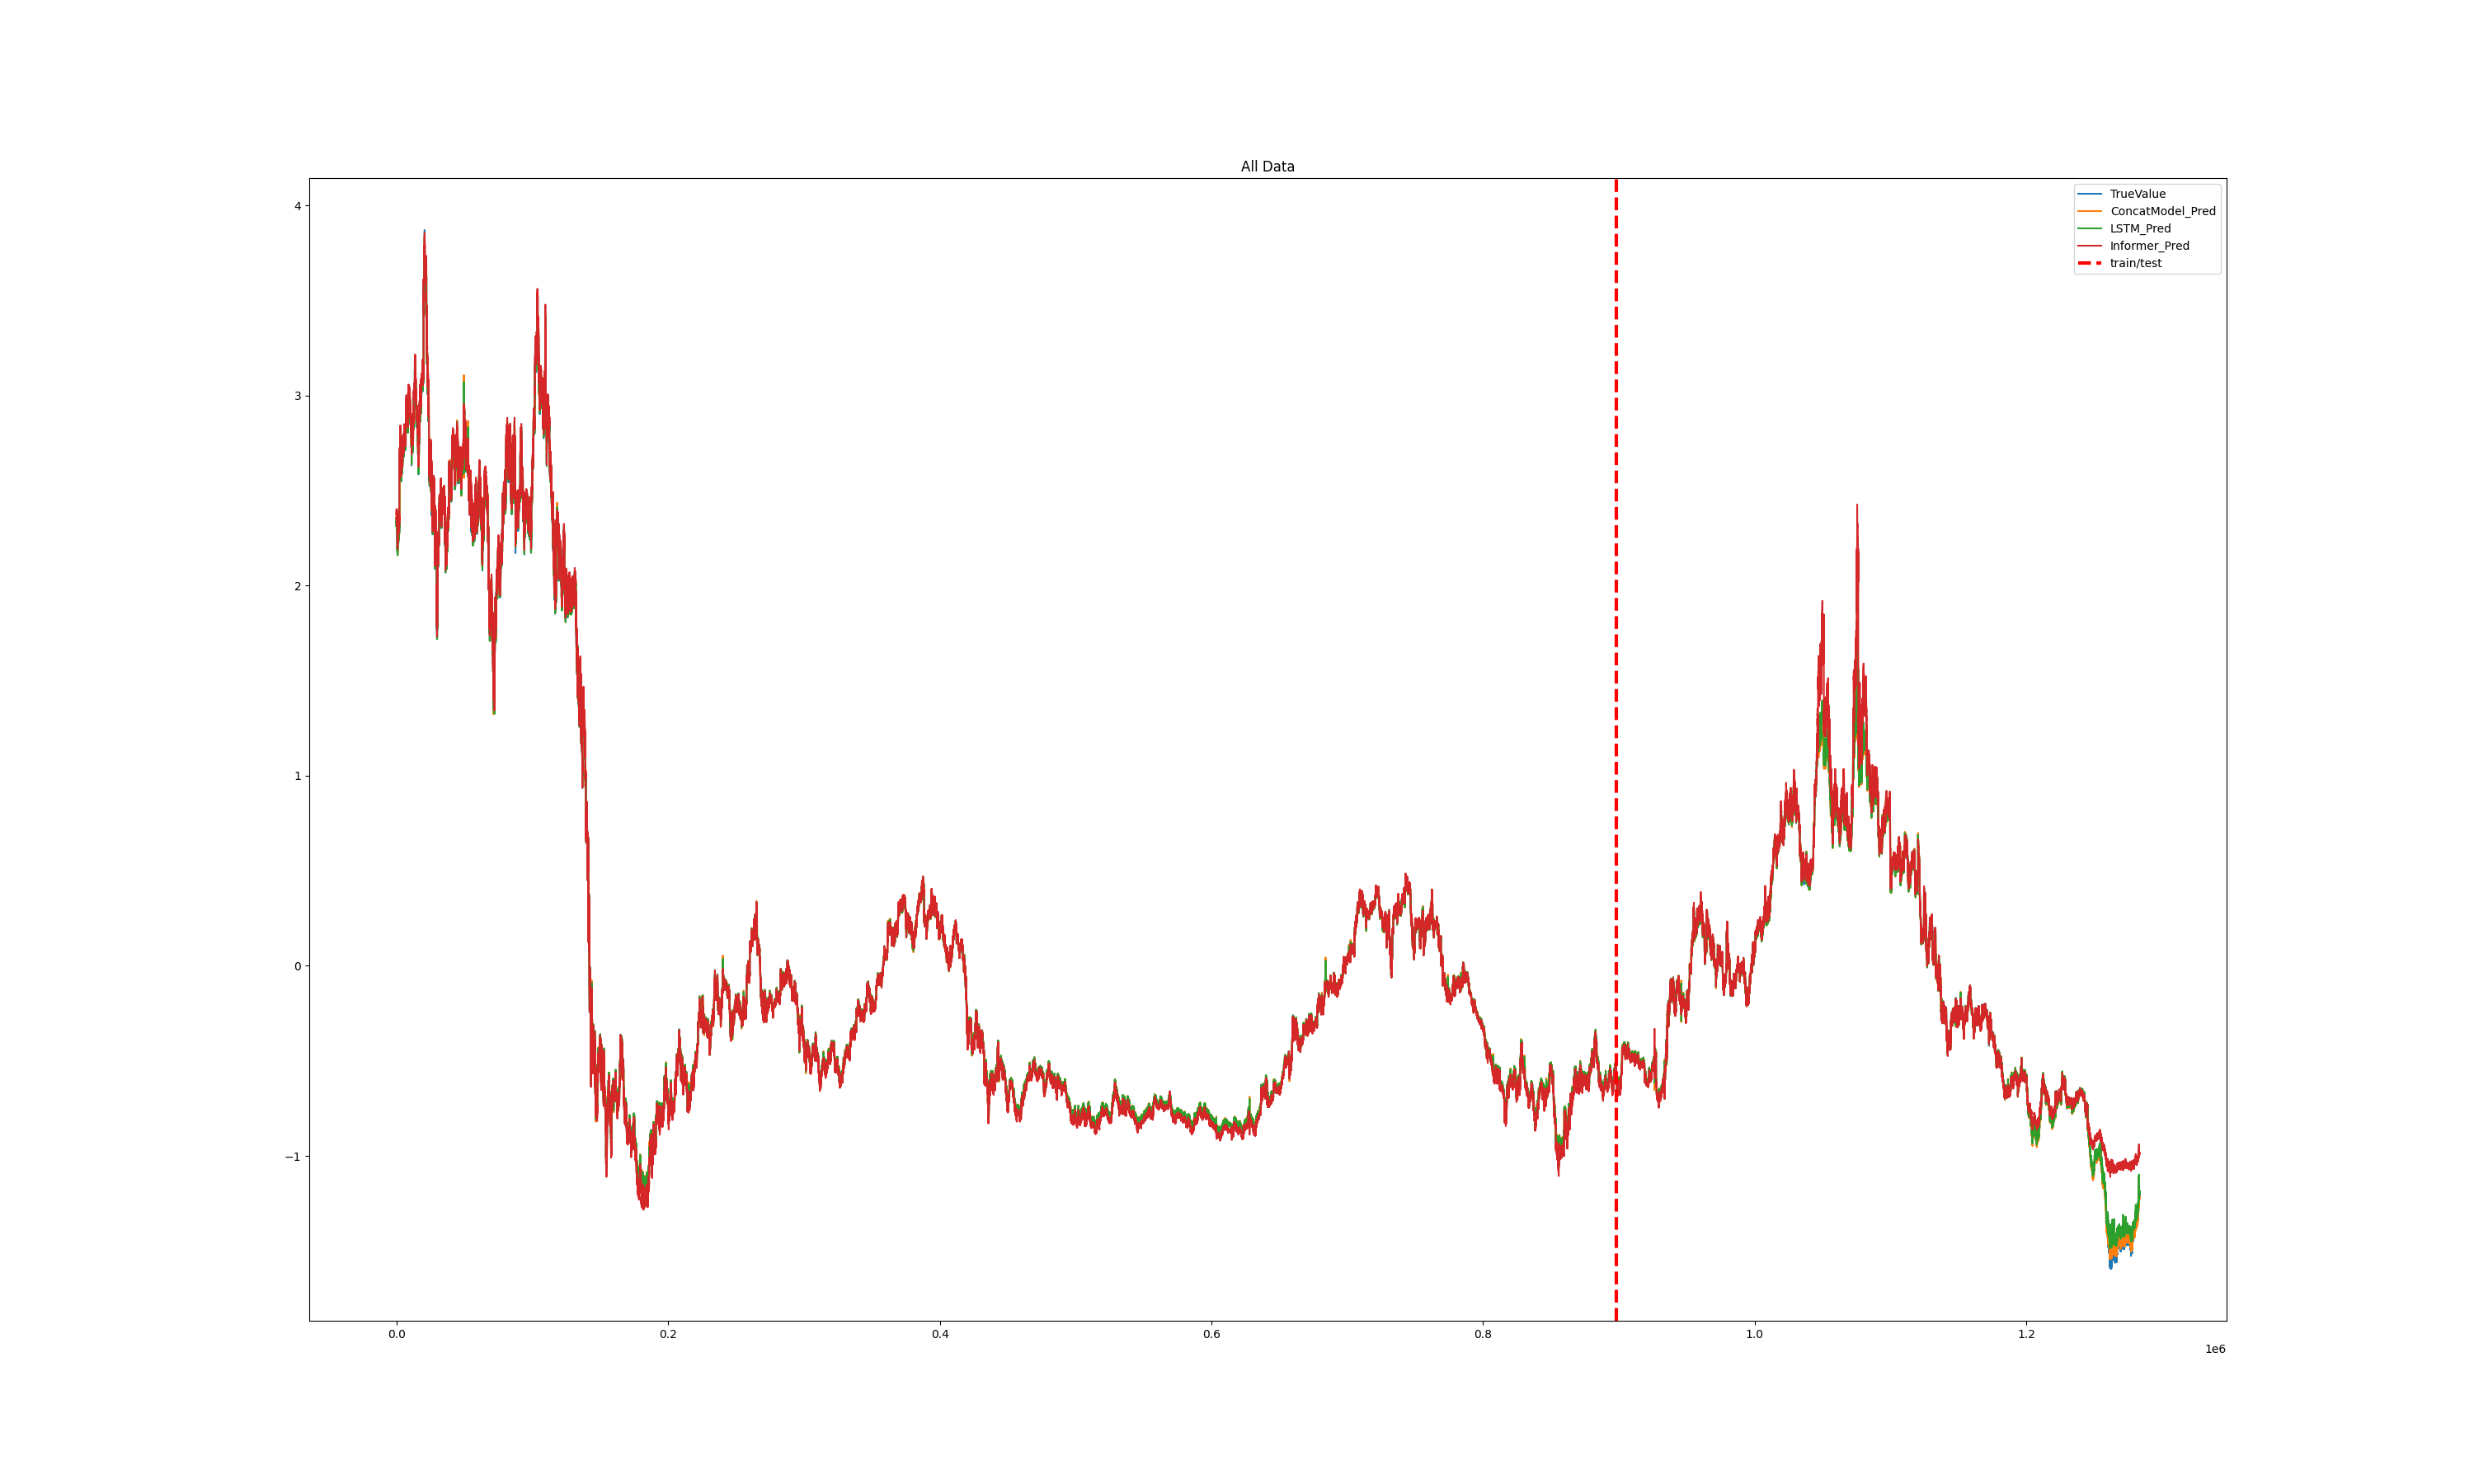 All Data
TrueValue
ConcatModel_Pred
LSTM_Pred
Informer_Pred
train/test
4
3
2
1
0
−1
0.0 0.2 0.4 0.6 0.8 1.0 1.2
1e6